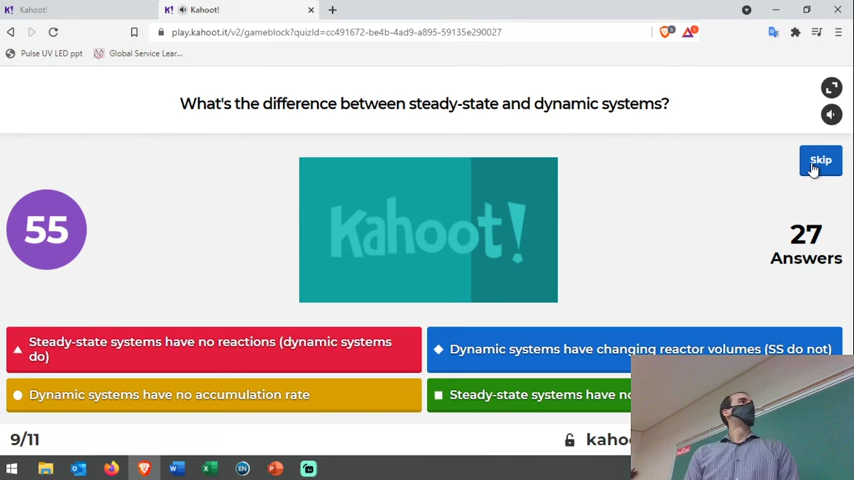 Kahoot!
Kahoot!
play.kahoot.it/v2/gameblock?quizId=cc491672-be4b-4ad9-a895-59135e290027
Pulse UV LED ppt
Global Service Lear...
What's the difference between steady-state and dynamic systems?
Skip
Kahoot!
55
27
Answers
Steady-state systems have no reactions (dynamic systems
do)
Dynamic systems have changing reactor volumes (SS do not)
Dynamic systems have no accumulation rate
Steady-state systems have no
9/11
kahoo